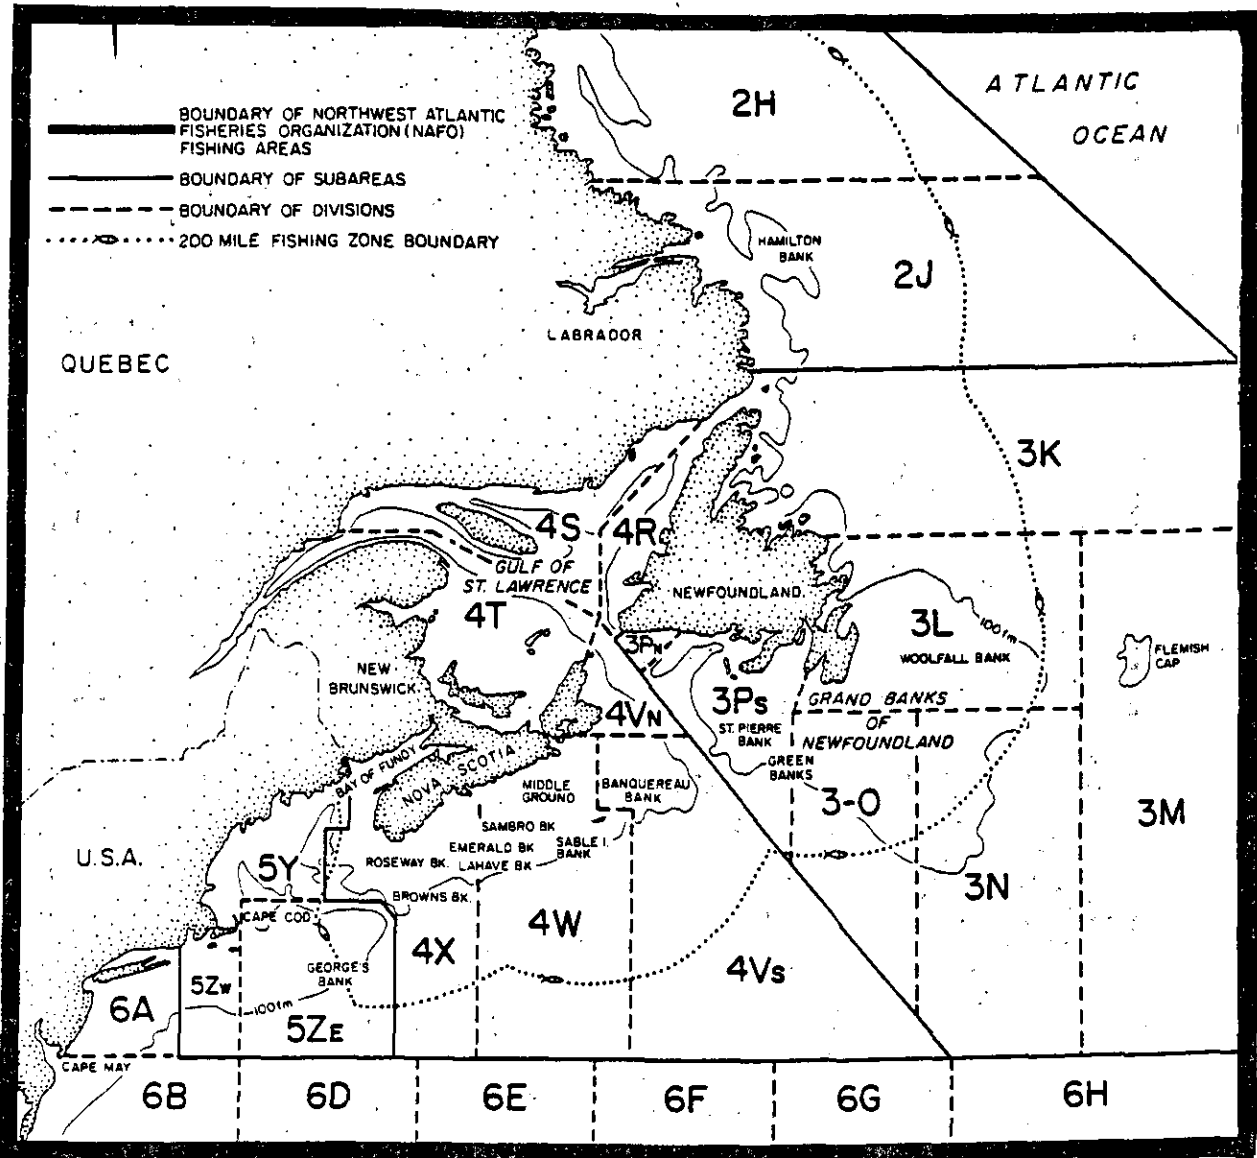 ATLANTIC
OCEAN
2H
BOUNDARY OF NORTHWEST ATLANTIC
FISHERIES ORGANIZATION (NAFO)
FISHING AREAS
BOUNDARY OF SUBAREAS
BOUNDARY OF DIVISIONS
200 MILE FISHING ZONE BOUNDARY
HAMILTON
BANK
2J
LABRADOR
QUEBEC
3K
4S
4R
GULF OF
ST. LAWRENCE
NEWFOUNDLAND
4T
3L
100fm
WOOLFALL BANK
FLEMISH
CAP
3PN
NEW
BRUNSWICK
3Ps
ST. PIERRE
BANK
GRAND BANKS
OF
NEWFOUNDLAND
4VN
GREEN
BANKS
BAY OF FUNDY
NOVA SCOTIA
MIDDLE
GROUND
BANQUEREAU
BANK
3-O
3M
SAMBRO BK
EMERALD BK
SABLE I.
BANK
ROSEWAY BK.
LAHAVE BK
U.S.A.
5Y
BROWNS BK.
3N
CAPE COD
4W
4X
4Vs
GEORGE'S
BANK
5Zw
100fm
6A
5ZE
CAPE MAY
6B
6D
6E
6F
6G
6H